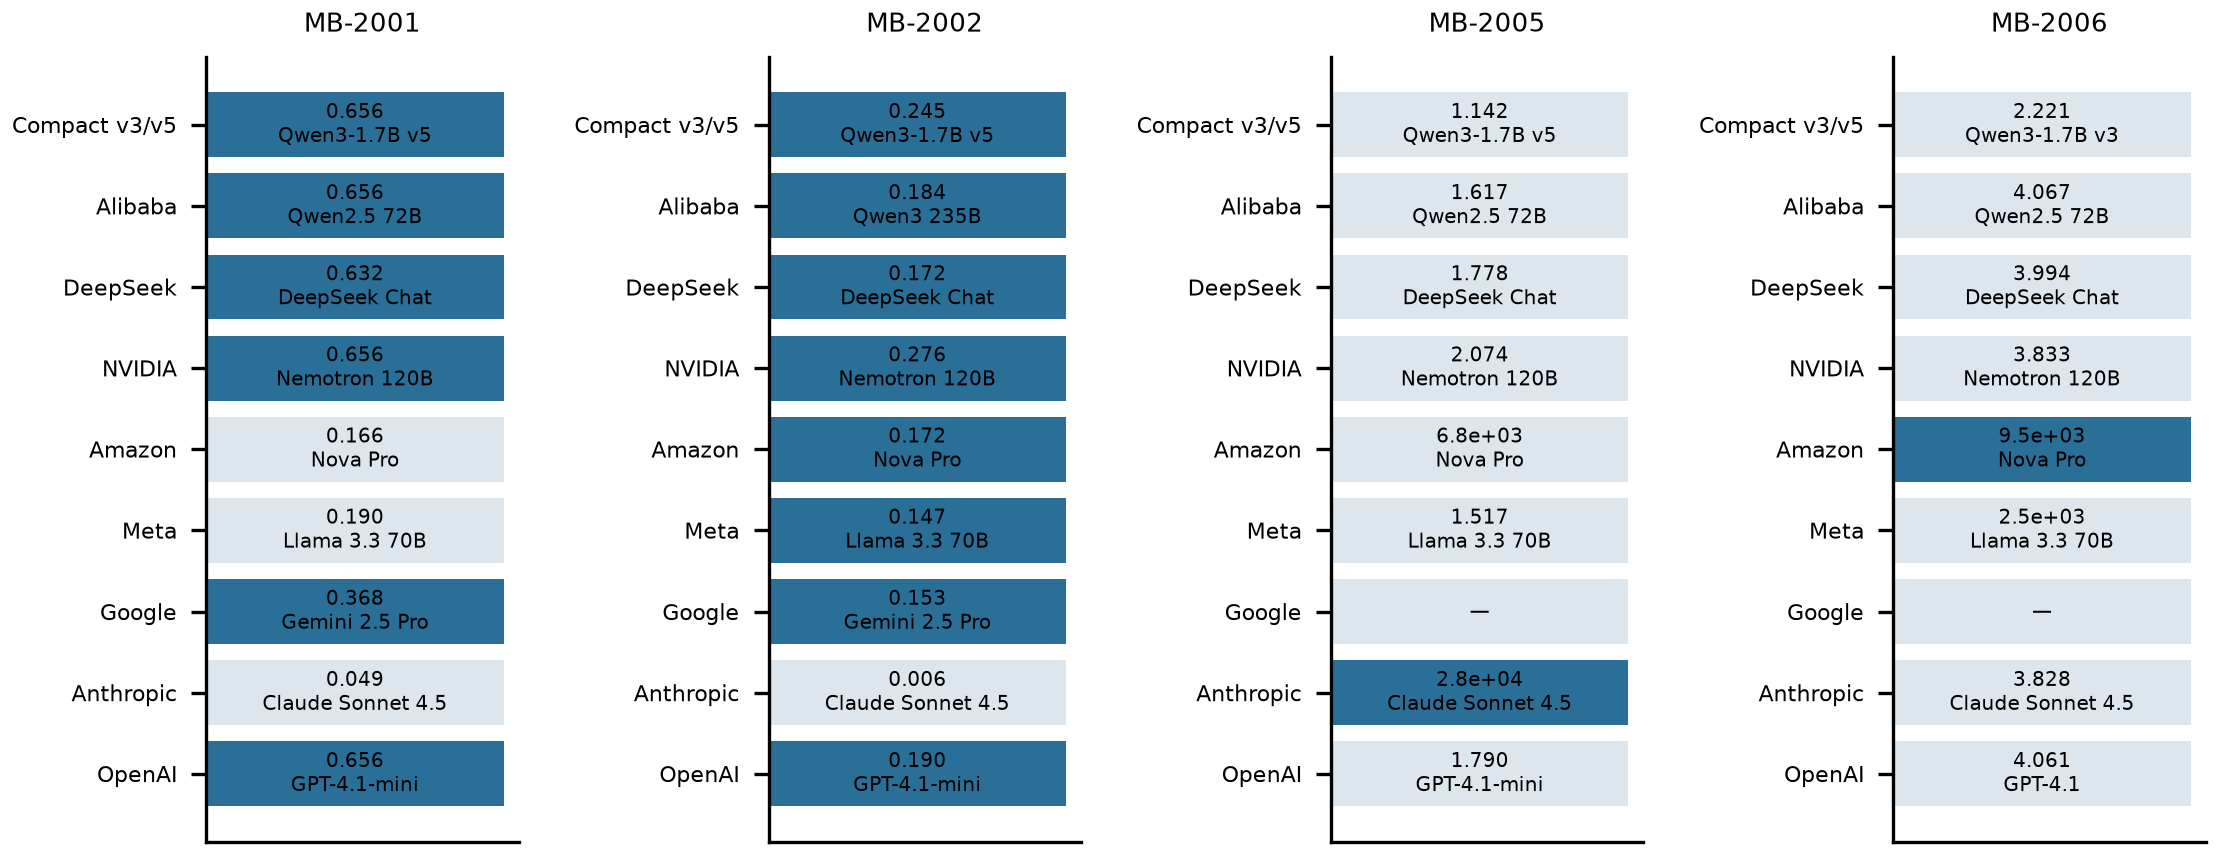 MB-2001
Compact v3/v5
0.656
Qwen3-1.7B v5
Alibaba
0.656
Qwen2.5 72B
DeepSeek
0.632
DeepSeek Chat
NVIDIA
0.656
Nemotron 120B
Amazon
0.166
Nova Pro
Meta
0.190
Llama 3.3 70B
Google
0.368
Gemini 2.5 Pro
Anthropic
0.049
Claude Sonnet 4.5
OpenAI
0.656
GPT-4.1-mini
MB-2002
Compact v3/v5
0.245
Qwen3-1.7B v5
Alibaba
0.184
Qwen3 235B
DeepSeek
0.172
DeepSeek Chat
NVIDIA
0.276
Nemotron 120B
Amazon
0.172
Nova Pro
Meta
0.147
Llama 3.3 70B
Google
0.153
Gemini 2.5 Pro
Anthropic
0.006
Claude Sonnet 4.5
OpenAI
0.190
GPT-4.1-mini
MB-2005
Compact v3/v5
1.142
Qwen3-1.7B v5
Alibaba
1.617
Qwen2.5 72B
DeepSeek
1.778
DeepSeek Chat
NVIDIA
2.074
Nemotron 120B
Amazon
6.8e+03
Nova Pro
Meta
1.517
Llama 3.3 70B
Google
—
Anthropic
2.8e+04
Claude Sonnet 4.5
OpenAI
1.790
GPT-4.1-mini
MB-2006
Compact v3/v5
2.221
Qwen3-1.7B v3
Alibaba
4.067
Qwen2.5 72B
DeepSeek
3.994
DeepSeek Chat
NVIDIA
3.833
Nemotron 120B
Amazon
9.5e+03
Nova Pro
Meta
2.5e+03
Llama 3.3 70B
Google
—
Anthropic
3.828
Claude Sonnet 4.5
OpenAI
4.061
GPT-4.1